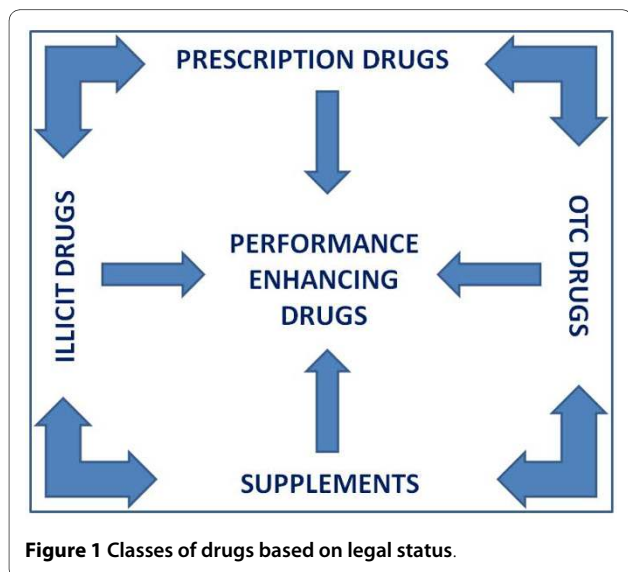 PRESCRIPTION DRUGS
ILLICIT DRUGS
PERFORMANCE
ENHANCING
DRUGS
OTC DRUGS
SUPPLEMENTS
Figure 1 Classes of drugs based on legal status.